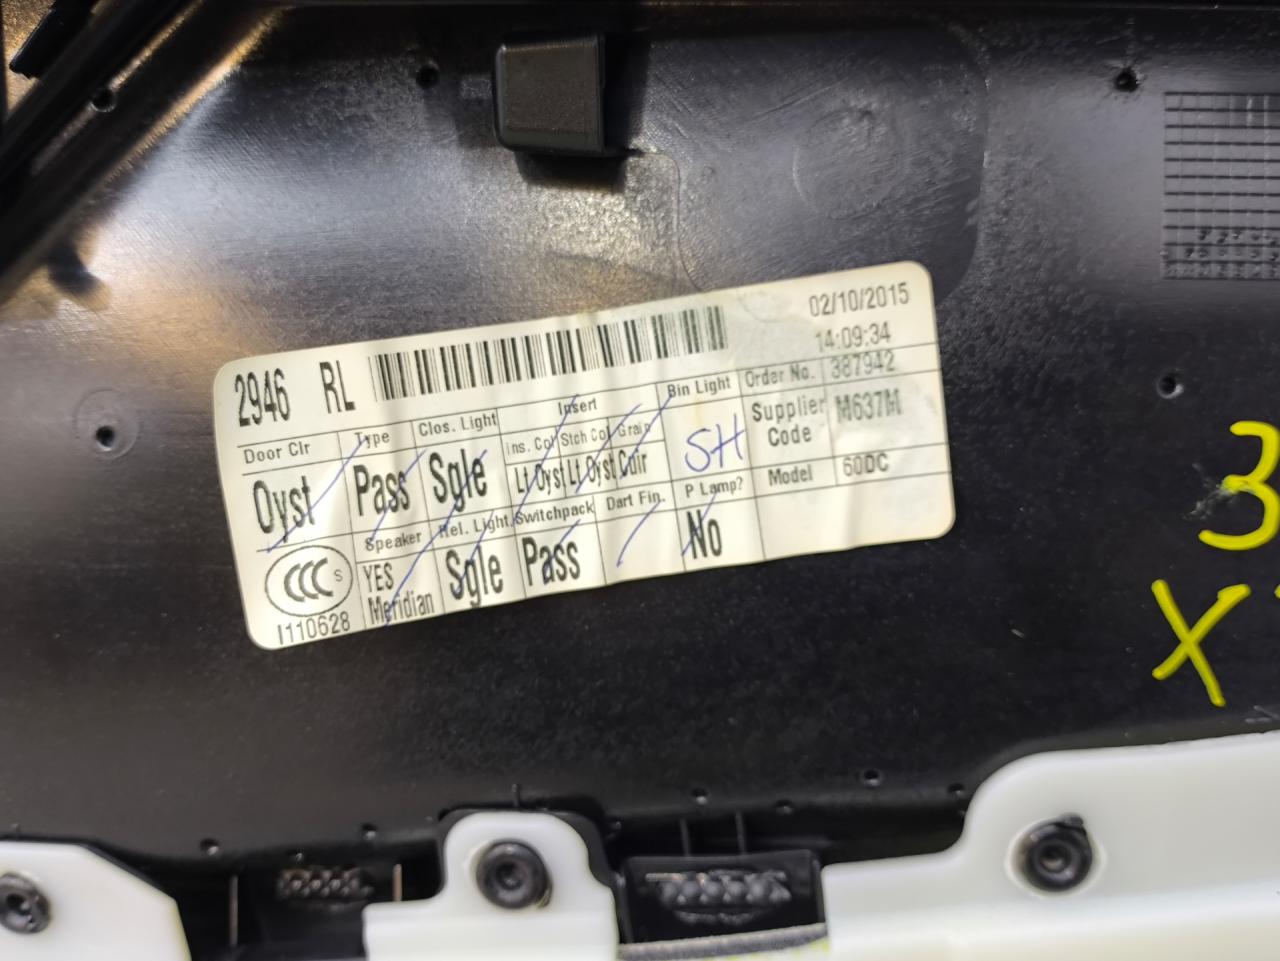 2946 RL
02/10/2015
14:09:34
Door Clr Type Clos. Light Insert Bin Light Order No. 387942
Ins. Col Stch Col Grain
Oyst Pass Sgle Lt Oyst Lt Oyst Cuir SH Supplier Code M637M
Speaker Rel. Light Switchpack Dart Fin. P Lamp? Model 60DC
CCC S
YES Meridian Sgle Pass No
I110628
3
X